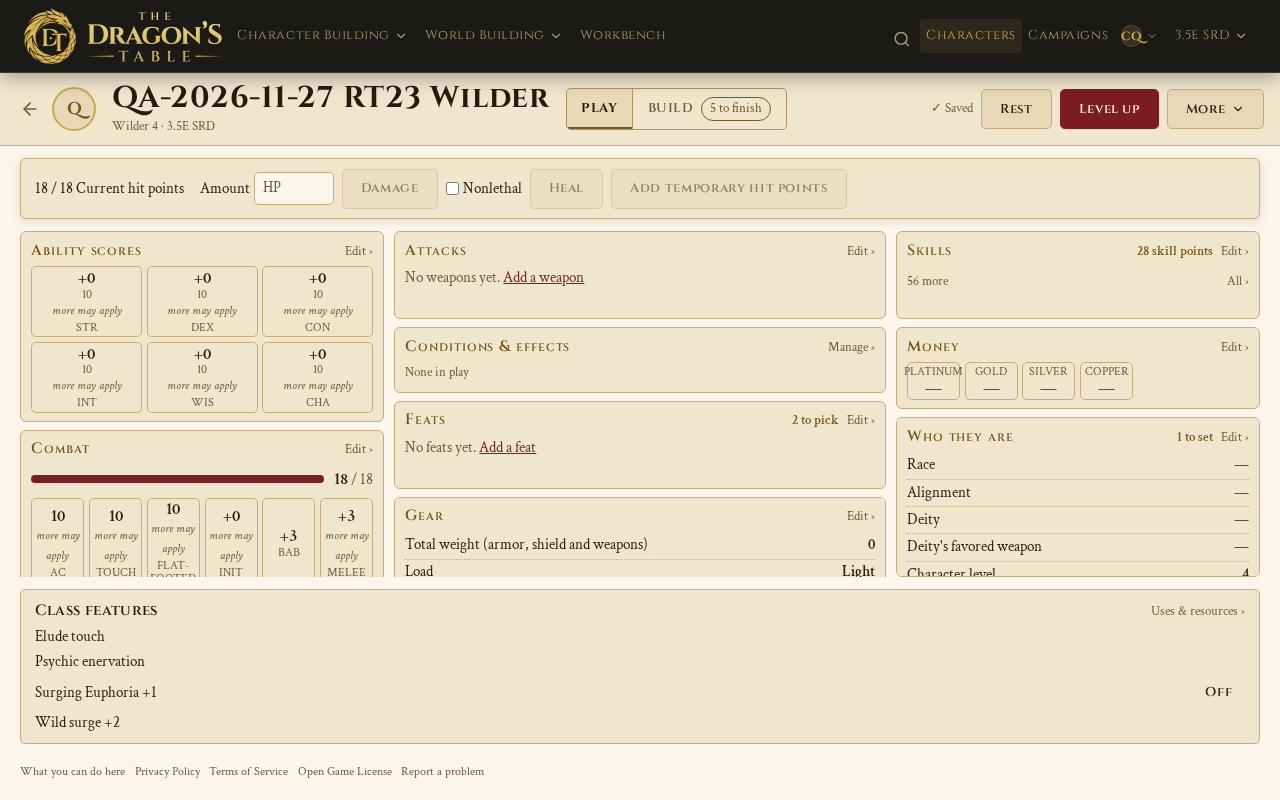 THE
DRAGON'S
TABLE
DT
CHARACTER BUILDING
WORLD BUILDING
WORKBENCH
CHARACTERS
CAMPAIGNS
CQ
3.5E SRD
Q
QA-2026-11-27 RT23 WILDER
Wilder 4 · 3.5E SRD
PLAY
BUILD 5 to finish
✓ Saved
REST
LEVEL UP
MORE
18 / 18 Current hit points
Amount
HP
DAMAGE
Nonlethal
HEAL
ADD TEMPORARY HIT POINTS
ABILITY SCORES
Edit ›
+0
10
more may apply
STR
+0
10
more may apply
DEX
+0
10
more may apply
CON
+0
10
more may apply
INT
+0
10
more may apply
WIS
+0
10
more may apply
CHA
COMBAT
Edit ›
18 / 18
10
more may
apply
AC
10
more may
apply
TOUCH
10
more may
apply
FLAT-
FOOTED
+0
more may
apply
INIT
+3
BAB
+3
more may
apply
MELEE
ATTACKS
Edit ›
No weapons yet. Add a weapon
CONDITIONS & EFFECTS
Manage ›
None in play
FEATS
2 to pick Edit ›
No feats yet. Add a feat
GEAR
Edit ›
Total weight (armor, shield and weapons) 0
Load Light
SKILLS
28 skill points Edit ›
56 more All ›
MONEY
Edit ›
PLATINUM
—
GOLD
—
SILVER
—
COPPER
—
WHO THEY ARE
1 to set Edit ›
Race —
Alignment —
Deity —
Deity's favored weapon —
Character level 4
CLASS FEATURES
Uses & resources ›
Elude touch
Psychic enervation
Surging Euphoria +1 OFF
Wild surge +2
What you can do here Privacy Policy Terms of Service Open Game License Report a problem